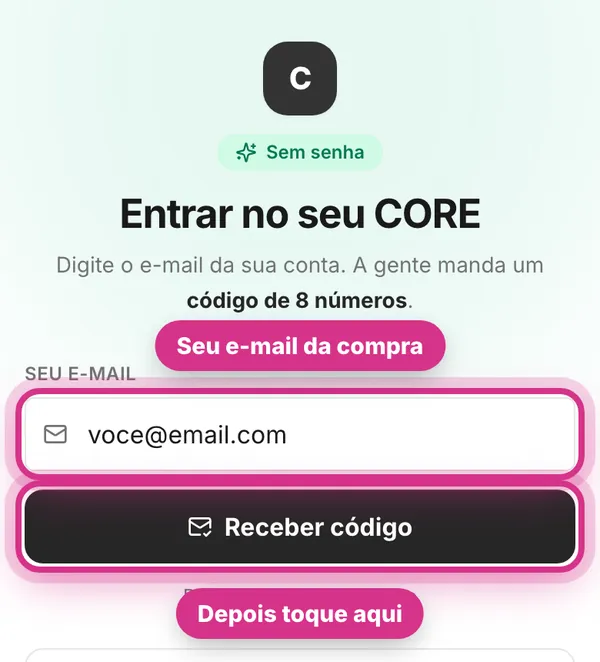 C
Sem senha
Entrar no seu CORE
Digite o e-mail da sua conta. A gente manda um
código de 8 números.
Seu e-mail da compra
SEU E-MAIL
voce@email.com
Receber código
Depois toque aqui